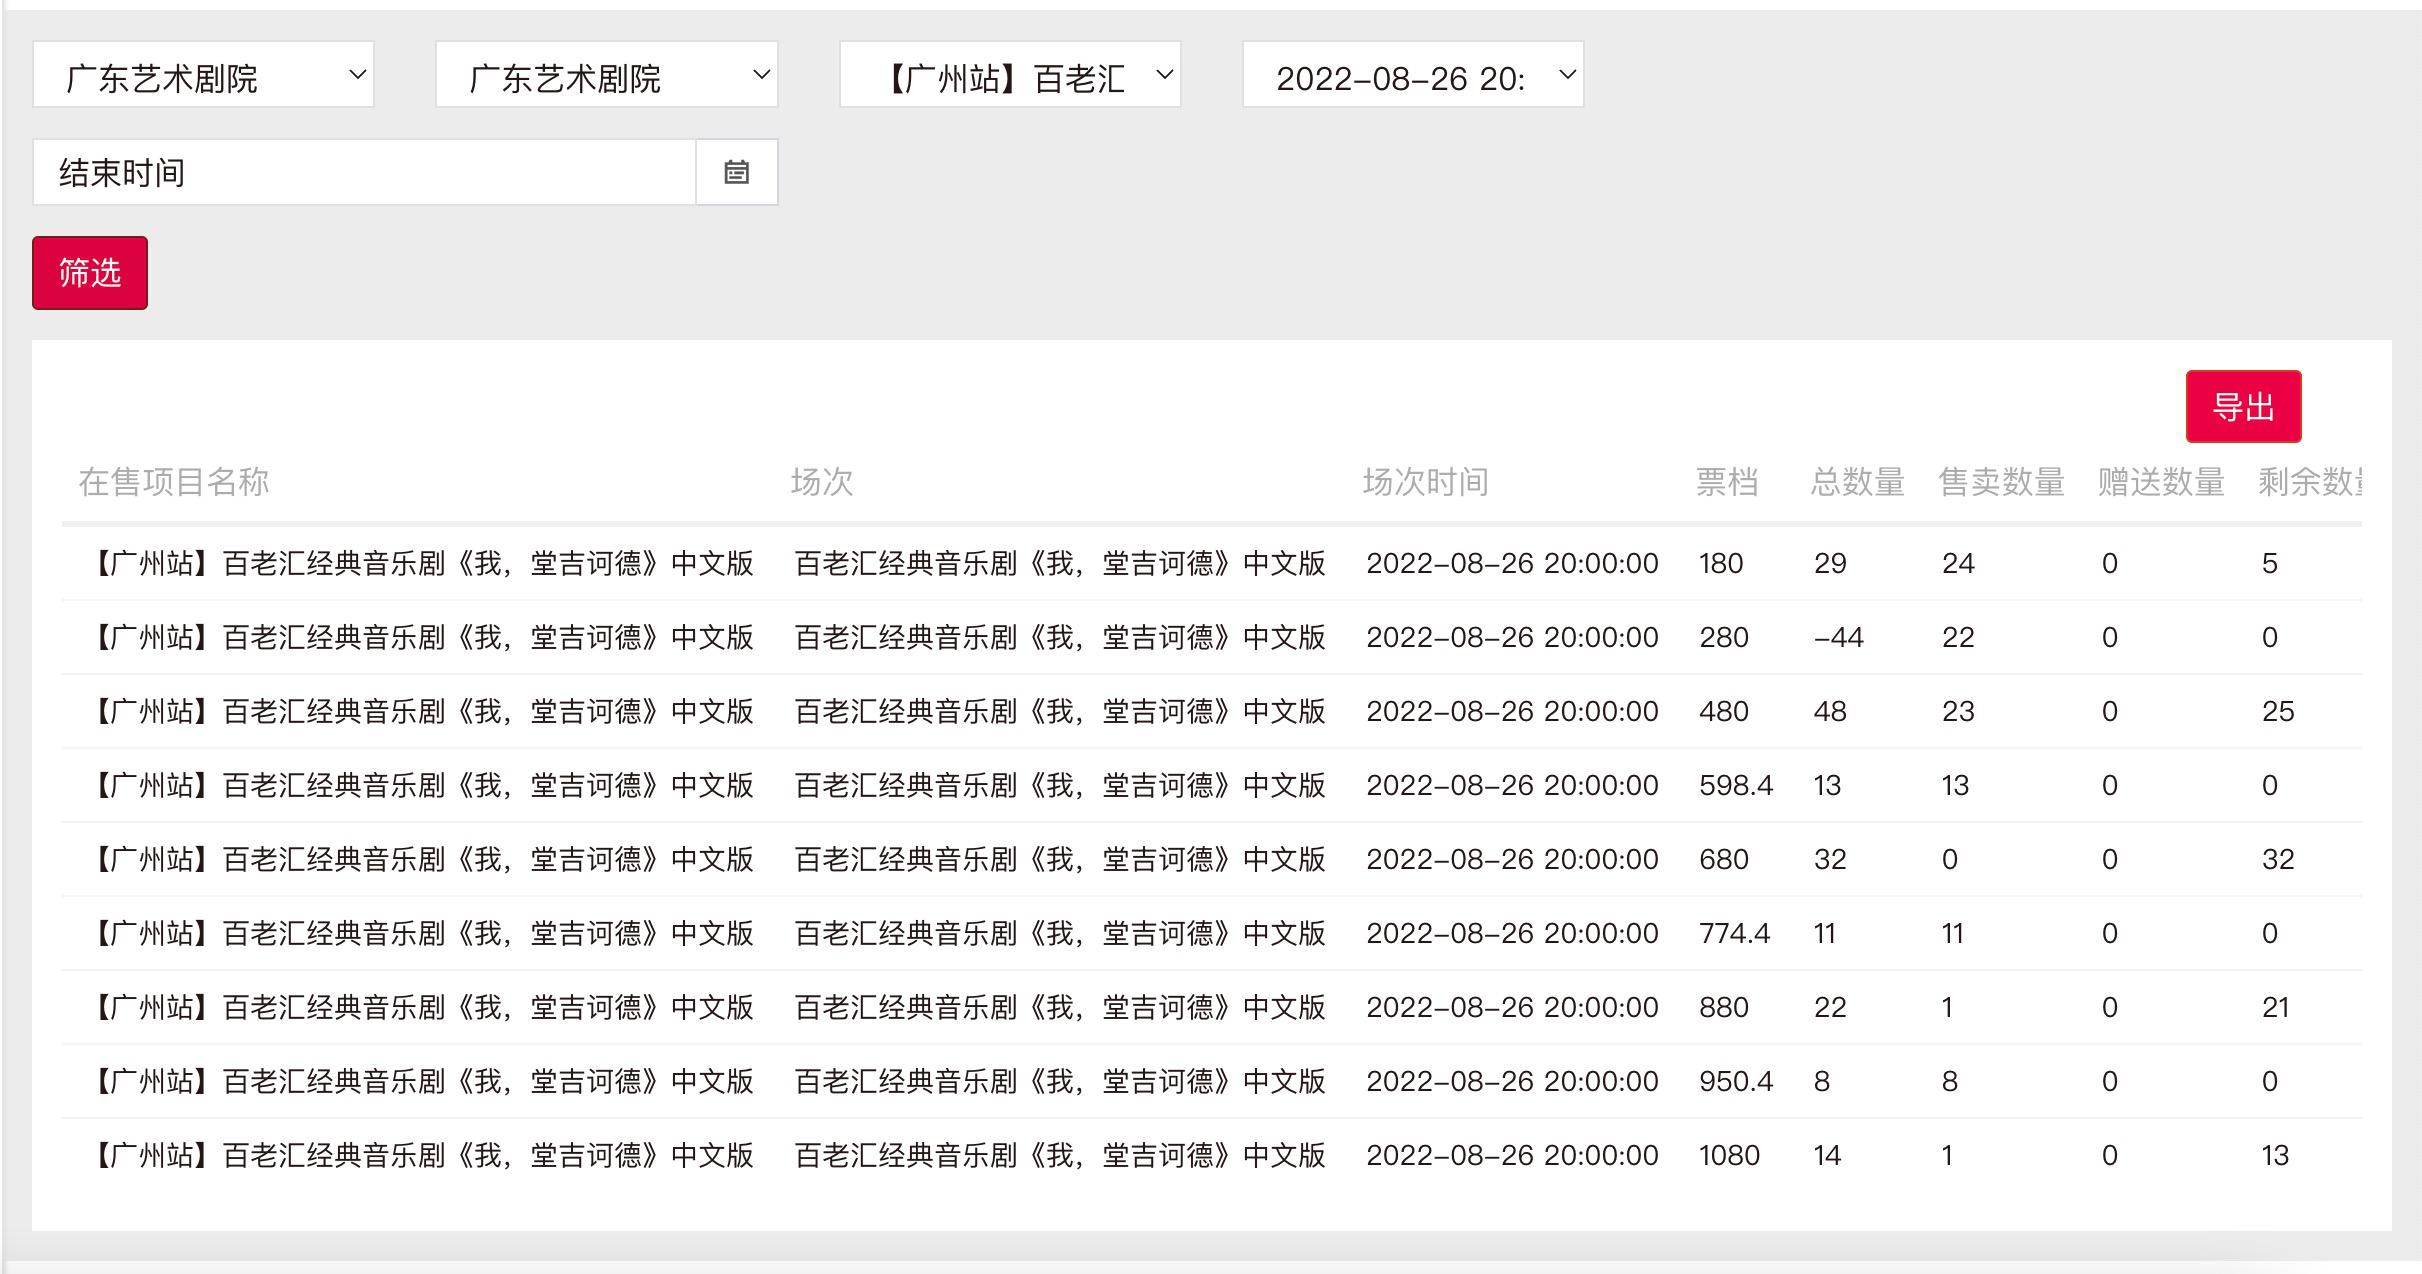 广东艺术剧院 广东艺术剧院 【广州站】百老汇 2022-08-26 20:
结束时间
筛选
导出
在售项目名称 场次 场次时间 票档 总数量 售卖数量 赠送数量 剩余数
【广州站】百老汇经典音乐剧《我，堂吉诃德》中文版 百老汇经典音乐剧《我，堂吉诃德》中文版 2022-08-26 20:00:00 180 29 24 0 5
【广州站】百老汇经典音乐剧《我，堂吉诃德》中文版 百老汇经典音乐剧《我，堂吉诃德》中文版 2022-08-26 20:00:00 280 -44 22 0 0
【广州站】百老汇经典音乐剧《我，堂吉诃德》中文版 百老汇经典音乐剧《我，堂吉诃德》中文版 2022-08-26 20:00:00 480 48 23 0 25
【广州站】百老汇经典音乐剧《我，堂吉诃德》中文版 百老汇经典音乐剧《我，堂吉诃德》中文版 2022-08-26 20:00:00 598.4 13 13 0 0
【广州站】百老汇经典音乐剧《我，堂吉诃德》中文版 百老汇经典音乐剧《我，堂吉诃德》中文版 2022-08-26 20:00:00 680 32 0 0 32
【广州站】百老汇经典音乐剧《我，堂吉诃德》中文版 百老汇经典音乐剧《我，堂吉诃德》中文版 2022-08-26 20:00:00 774.4 11 11 0 0
【广州站】百老汇经典音乐剧《我，堂吉诃德》中文版 百老汇经典音乐剧《我，堂吉诃德》中文版 2022-08-26 20:00:00 880 22 1 0 21
【广州站】百老汇经典音乐剧《我，堂吉诃德》中文版 百老汇经典音乐剧《我，堂吉诃德》中文版 2022-08-26 20:00:00 950.4 8 8 0 0
【广州站】百老汇经典音乐剧《我，堂吉诃德》中文版 百老汇经典音乐剧《我，堂吉诃德》中文版 2022-08-26 20:00:00 1080 14 1 0 13